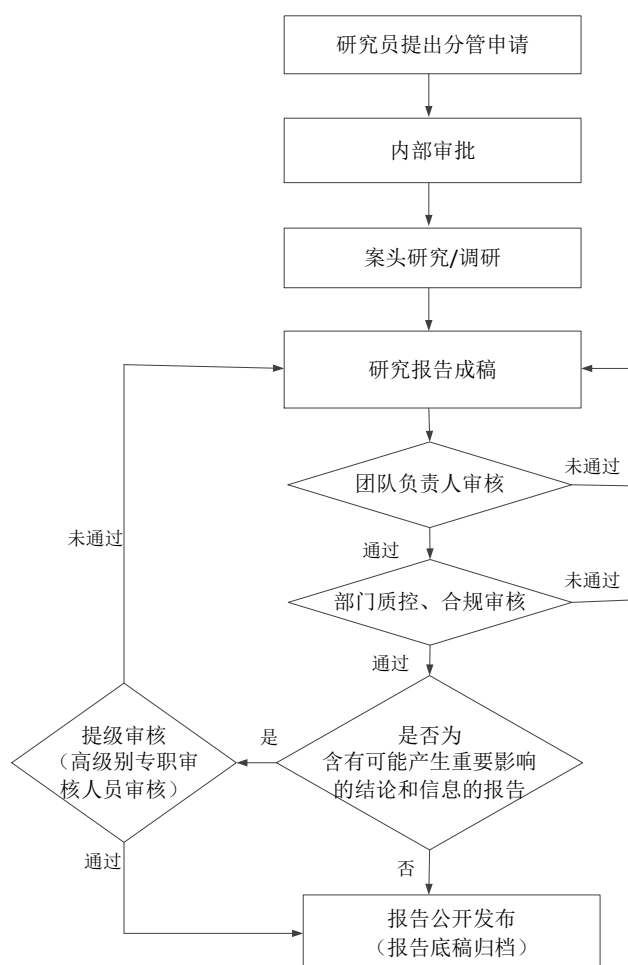 研究员提出分管申请
内部审批
案头研究/调研
研究报告成稿
团队负责人审核
未通过
未通过
通过
部门质控、合规审核
未通过
通过
提级审核
（高级别专职审
核人员审核）
是
是否为
含有可能产生重要影响
的结论和信息的报告
通过
否
报告公开发布
（报告底稿归档）